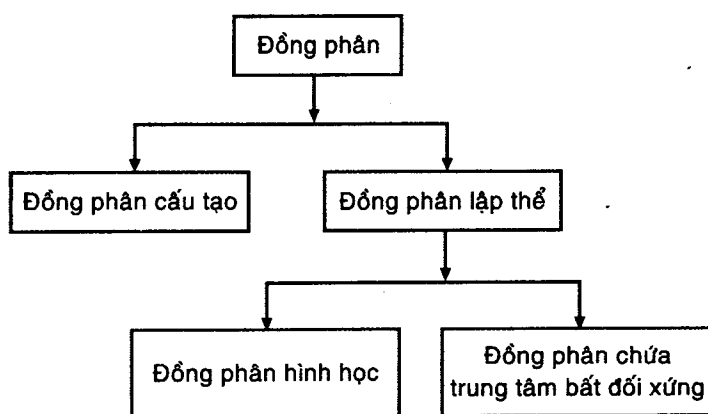 Đồng phân
Đồng phân cấu tạo
Đồng phân lập thể
Đồng phân hình học
Đồng phân chứa
trung tâm bất đối xứng